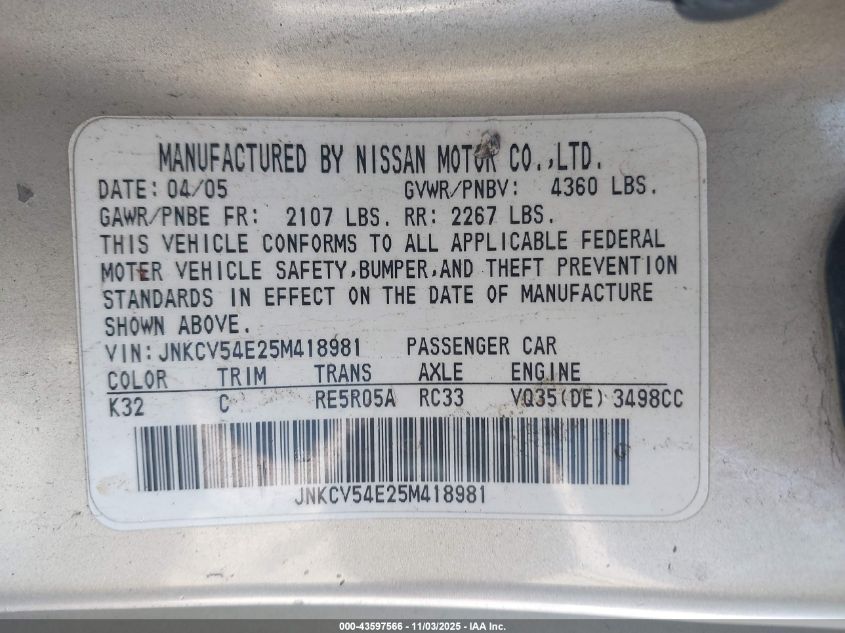 MANUFACTURED BY NISSAN MOTOR CO.,LTD.
DATE: 04/05 GVWR/PNBV: 4360 LBS.
GAWR/PNBE FR: 2107 LBS. RR: 2267 LBS.
THIS VEHICLE CONFORMS TO ALL APPLICABLE FEDERAL
MOTER VEHICLE SAFETY,BUMPER,AND THEFT PREVENTION
STANDARDS IN EFFECT ON THE DATE OF MANUFACTURE
SHOWN ABOVE.
VIN: JNKCV54E25M418981 PASSENGER CAR
COLOR TRIM TRANS AXLE ENGINE
K32 C RE5R05A RC33 VQ35(DE) 3498CC
JNKCV54E25M418981
000-43597566 - 11/03/2025 - IAA Inc.